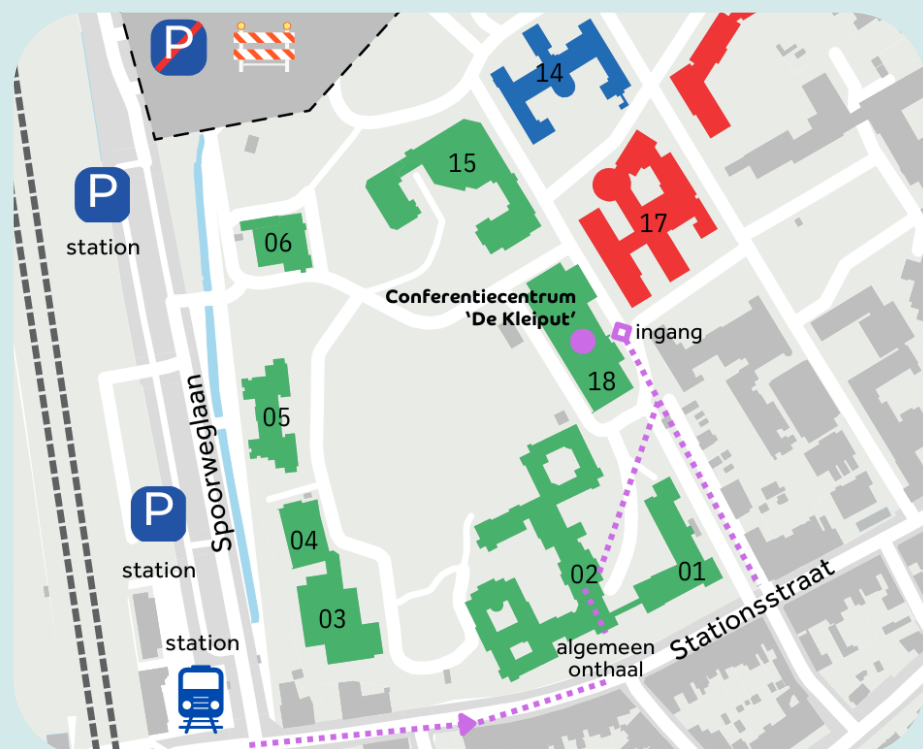 P
14
15
P
station
06
17
Conferentiecentrum
‘De Kleiput’
ingang
18
Spoorweglaan
05
P
station
04
02
01
03
Stationsstraat
station
algemeen
onthaal